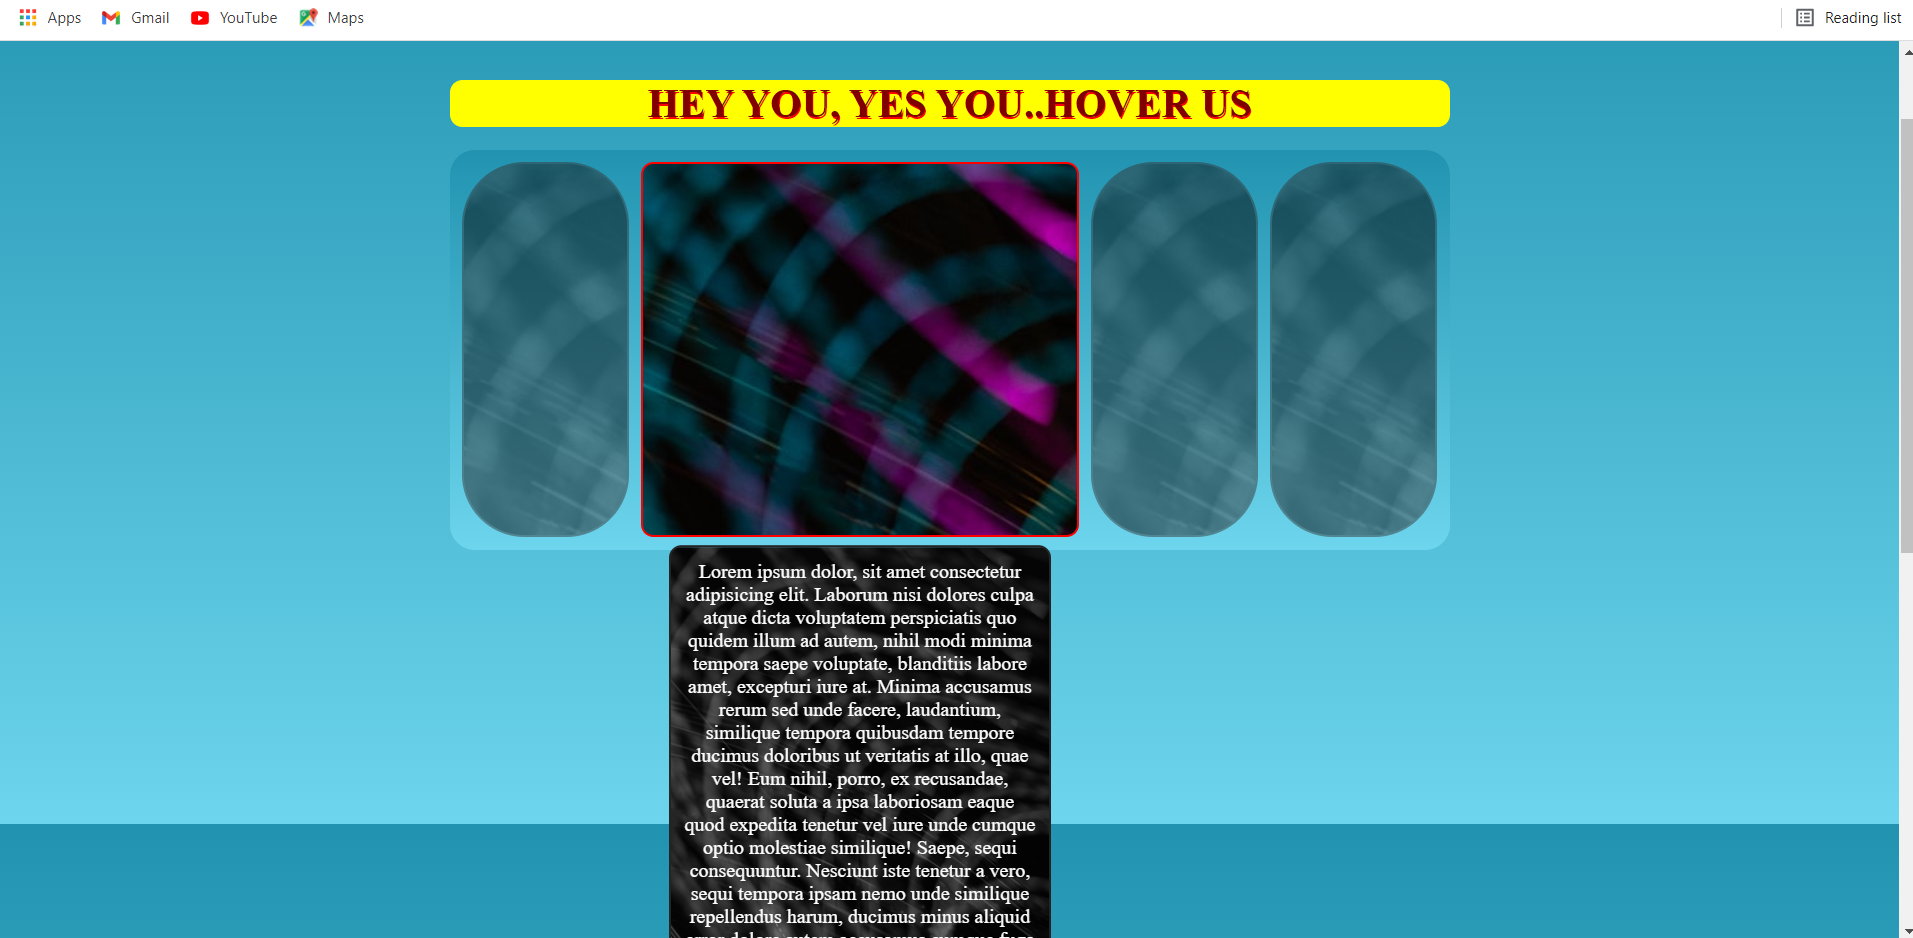 Apps Gmail YouTube Maps Reading list
HEY YOU, YES YOU..HOVER US
Lorem ipsum dolor, sit amet consectetur
adipisicing elit. Laborum nisi dolores culpa
atque dicta voluptatem perspiciatis quo
quidem illum ad autem, nihil modi minima
tempora saepe voluptate, blanditiis labore
amet, excepturi iure at. Minima accusamus
rerum sed unde facere, laudantium,
similique tempora quibusdam tempore
ducimus doloribus ut veritatis at illo, quae
vel! Eum nihil, porro, ex recusandae,
quaerat soluta a ipsa laboriosam eaque
quod expedita tenetur vel iure unde cumque
optio molestiae similique! Saepe, sequi
consequuntur. Nesciunt iste tenetur a vero,
sequi tempora ipsam nemo unde similique
repellendus harum, ducimus minus aliquid